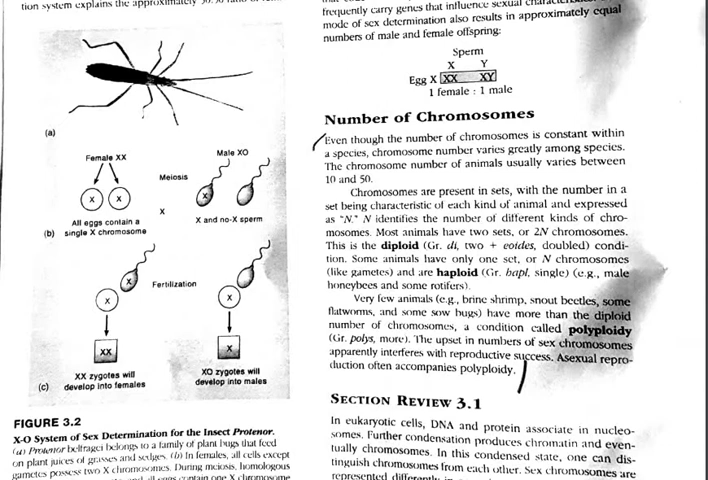 tion system explains the approximately
(a)
Female XX
Male XO
Meiosis
X X
X
X
All eggs contain a
single X chromosome
X and no-X sperm
(b)
X
X
Fertilization
X
XX
X
XX zygotes will
develop into females
XO zygotes will
develop into males
(c)
FIGURE 3.2
X-O System of Sex Determination for the Insect Protenor.
(a) Protenor belfragei belongs to a family of plant bugs that feed
on plant juices of grasses and sedges. (b) In females, all cells except
gametes possess two X chromosomes. During meiosis, homologous
eggs contain one X chromosome
frequently carry genes that influence sexual
mode of sex determination also results in approximately equal
numbers of male and female offspring:
Sperm
X Y
Egg X XX XY
1 female : 1 male
Number of Chromosomes
Even though the number of chromosomes is constant within
a species, chromosome number varies greatly among species.
The chromosome number of animals usually varies between
10 and 50.
Chromosomes are present in sets, with the number in a
set being characteristic of each kind of animal and expressed
as "N." N identifies the number of different kinds of chro-
mosomes. Most animals have two sets, or 2N chromosomes.
This is the diploid (Gr. di, two + eoides, doubled) condi-
tion. Some animals have only one set, or N chromosomes
(like gametes) and are haploid (Gr. hapl, single) (e.g., male
honeybees and some rotifers).
Very few animals (e.g., brine shrimp, snout beetles, some
flatworms, and some sow bugs) have more than the diploid
number of chromosomes, a condition called polyploidy
(Gr. polys, more). The upset in numbers of sex chromosomes
apparently interferes with reproductive success. Asexual repro-
duction often accompanies polyploidy.
SECTION REVIEW 3.1
In eukaryotic cells, DNA and protein associate in nucleo-
somes. Further condensation produces chromatin and even-
tually chromosomes. In this condensed state, one can dis-
tinguish chromosomes from each other. Sex chromosomes are
represented differently